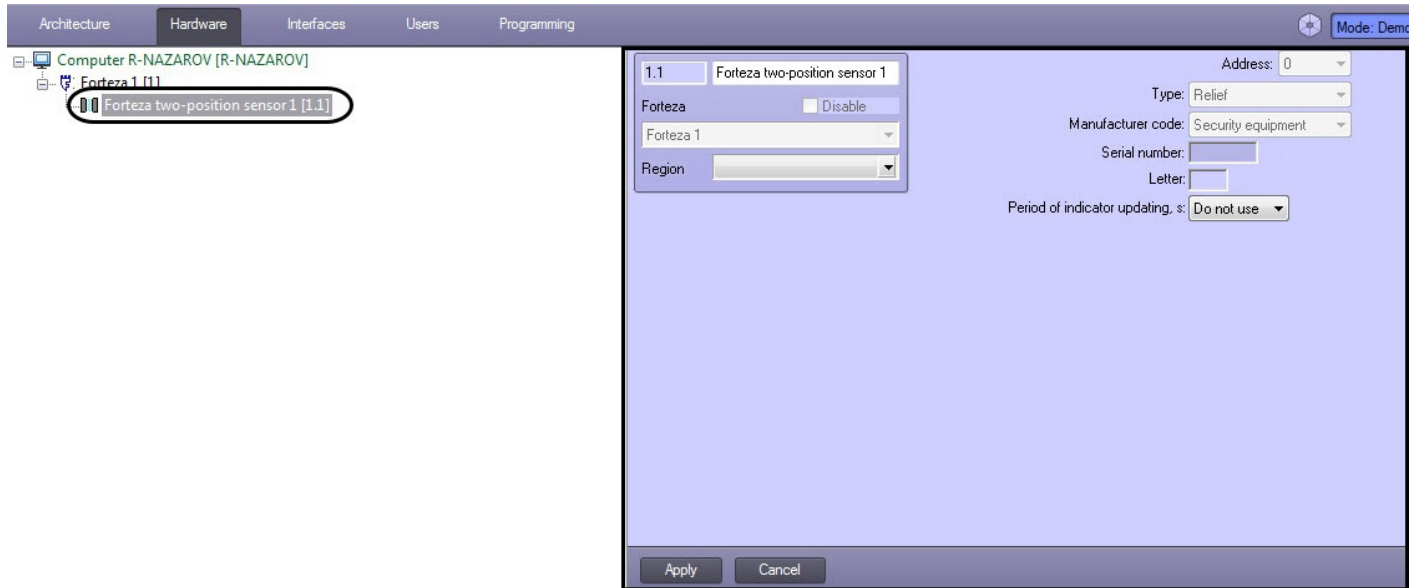 Architecture Hardware Interfaces Users Programming Mode: Demo
Computer R-NAZAROV [R-NAZAROV]
Forteza 1 [1]
Forteza two-position sensor 1 [1.1]
1.1 Forteza two-position sensor 1
Forteza Disable
Forteza 1
Region
Address: 0
Type: Relief
Manufacturer code: Security equipment
Serial number:
Letter:
Period of indicator updating, s: Do not use
Apply Cancel